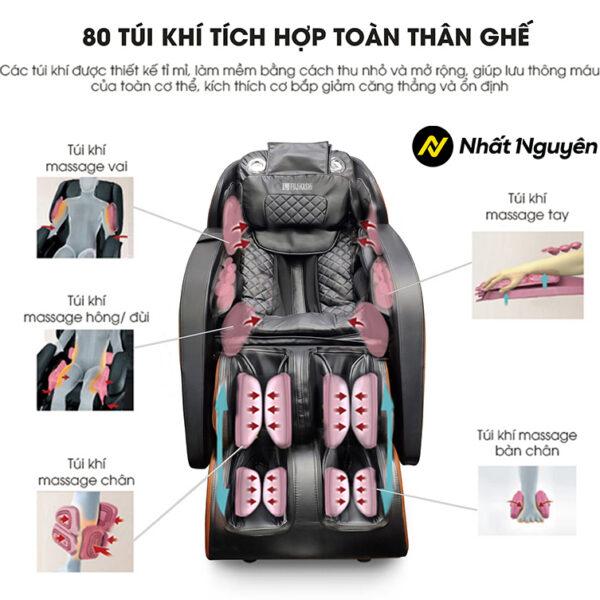 80 TÚI KHÍ TÍCH HỢP TOÀN THÂN GHẾ
Các túi khí được thiết kế tỉ mỉ, làm mềm bằng cách thu nhỏ và mở rộng, giúp lưu thông máu
của toàn cơ thể, kích thích cơ bắp giảm căng thẳng và ổn định
Nhất Nguyên
Túi khí
massage vai
Túi khí
massage tay
Túi khí
massage hông/ đùi
Túi khí
massage chân
Túi khí massage
bàn chân